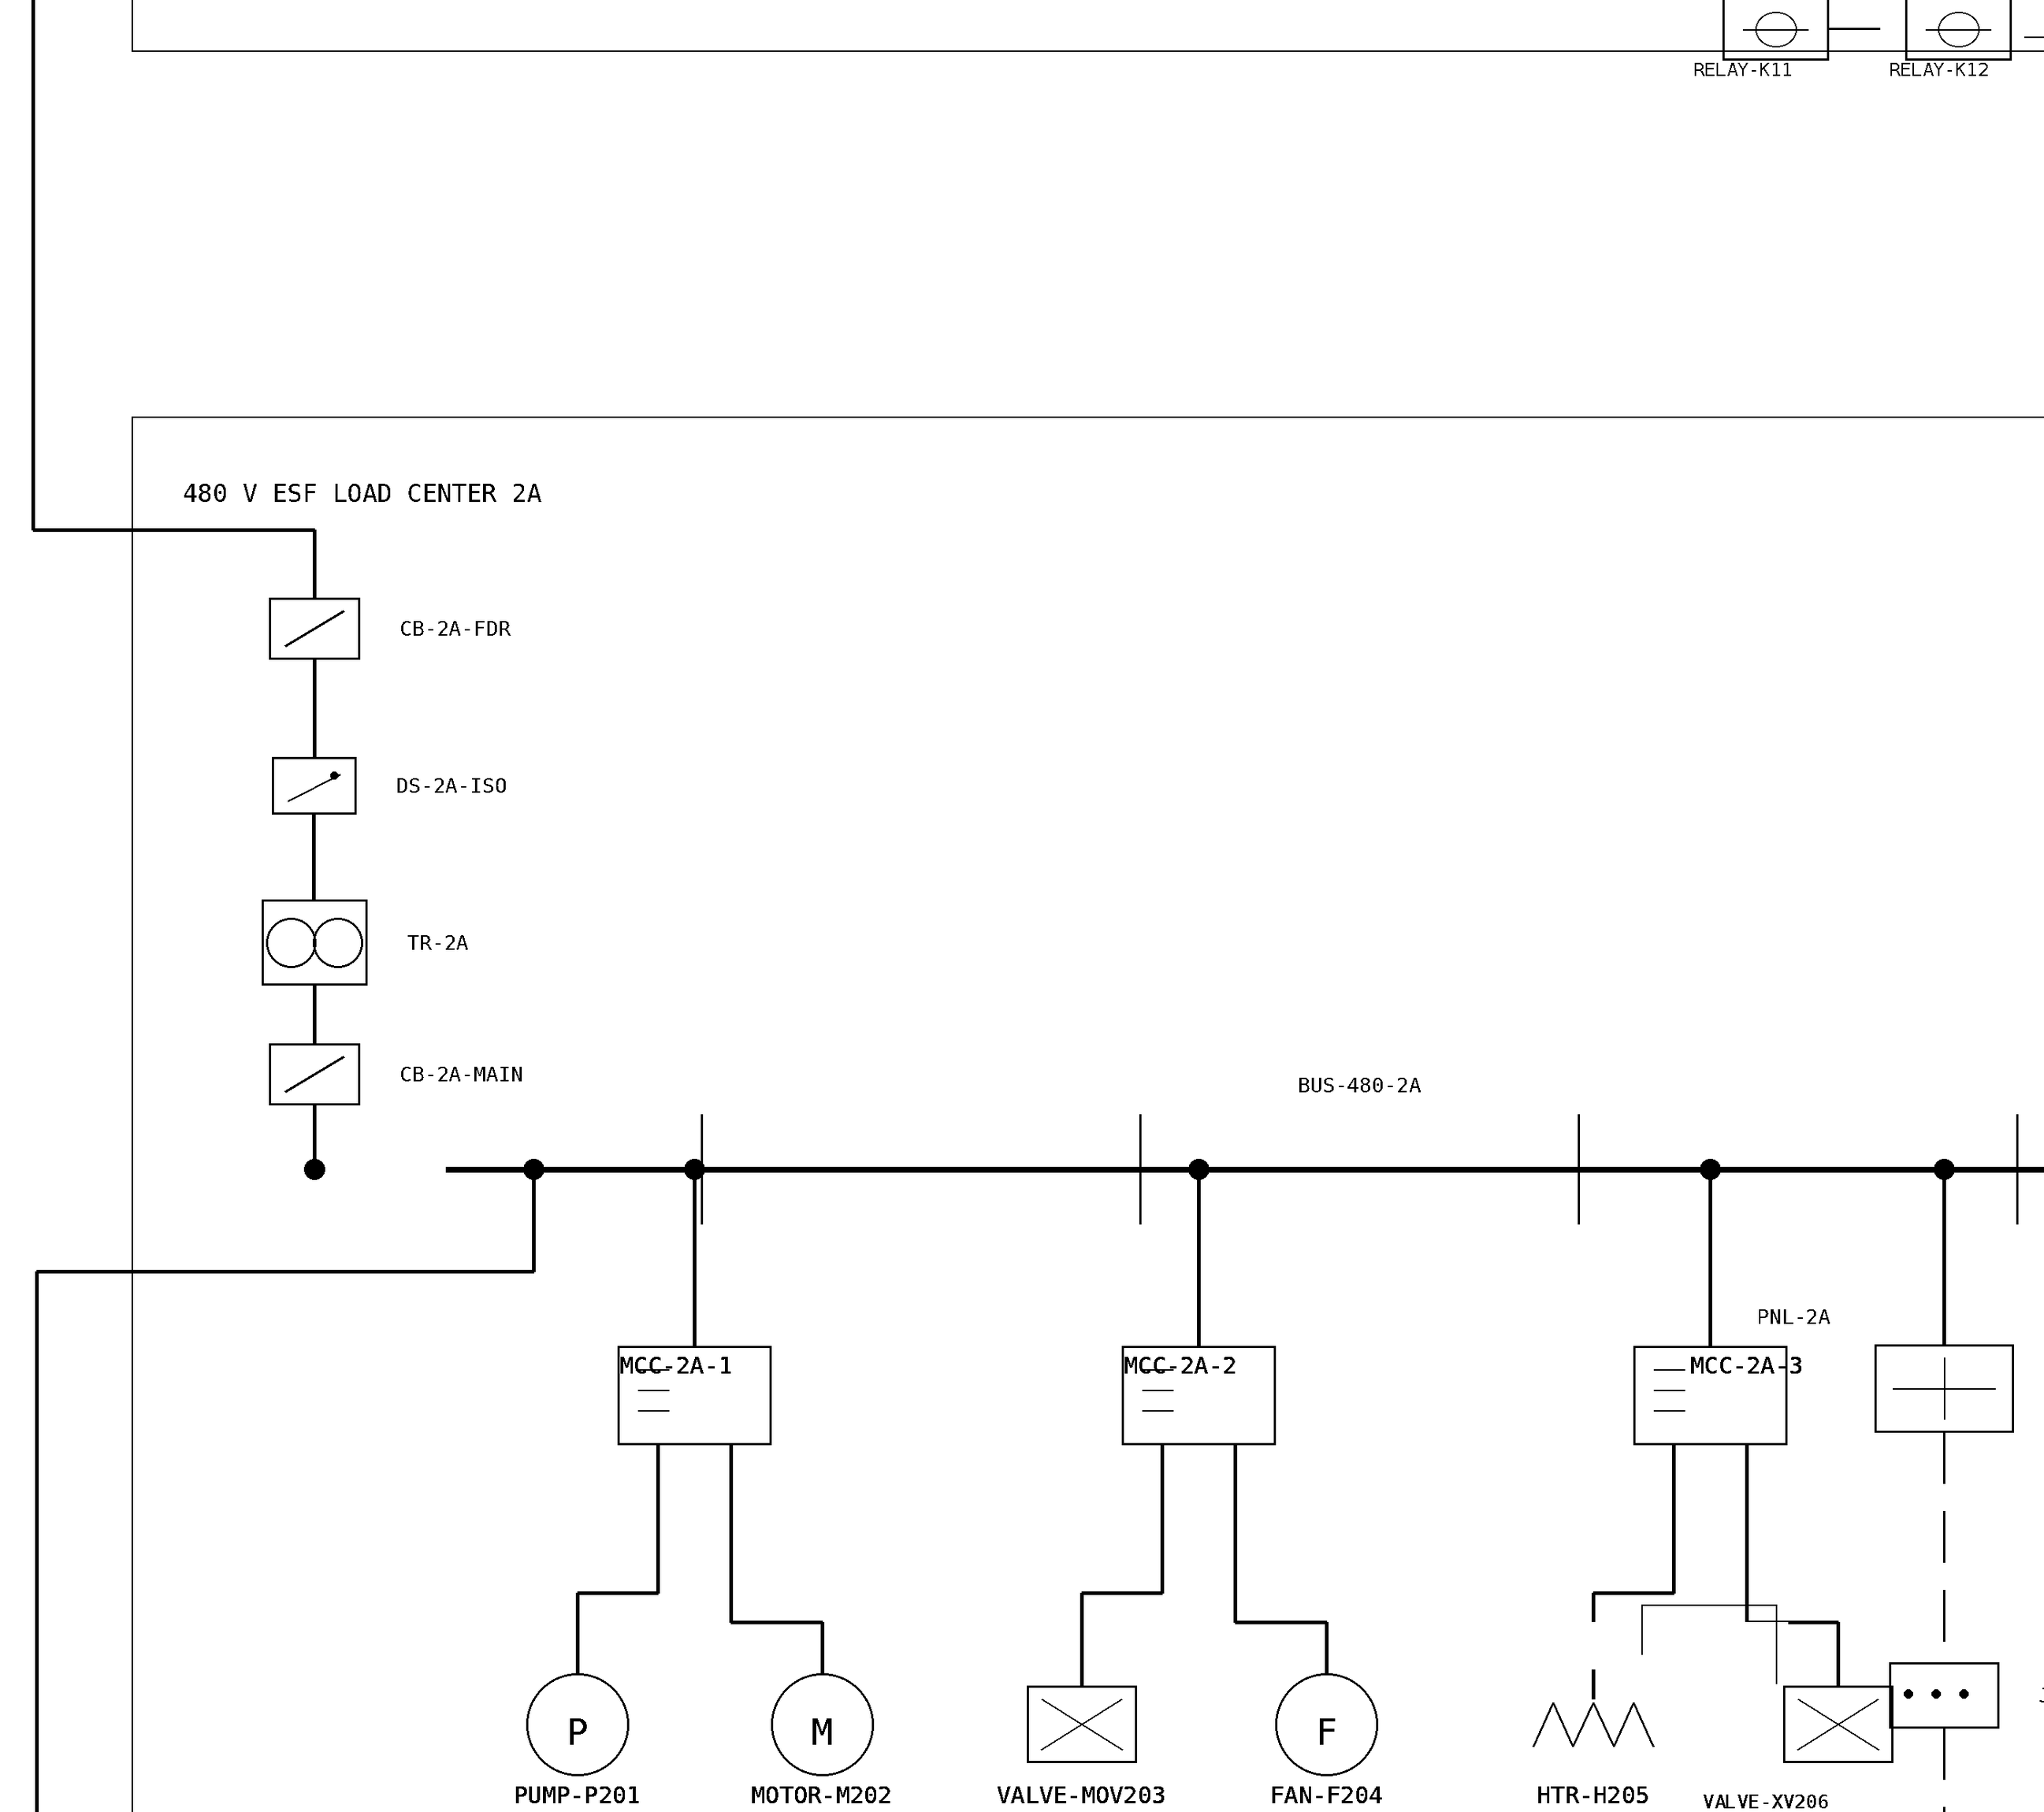 RELAY-K11
RELAY-K12
480 V ESF LOAD CENTER 2A
CB-2A-FDR
DS-2A-ISO
TR-2A
CB-2A-MAIN
BUS-480-2A
PNL-2A
MCC-2A-1
MCC-2A-2
MCC-2A-3
P
M
F
PUMP-P201
MOTOR-M202
VALVE-MOV203
FAN-F204
HTR-H205
VALVE-XV206